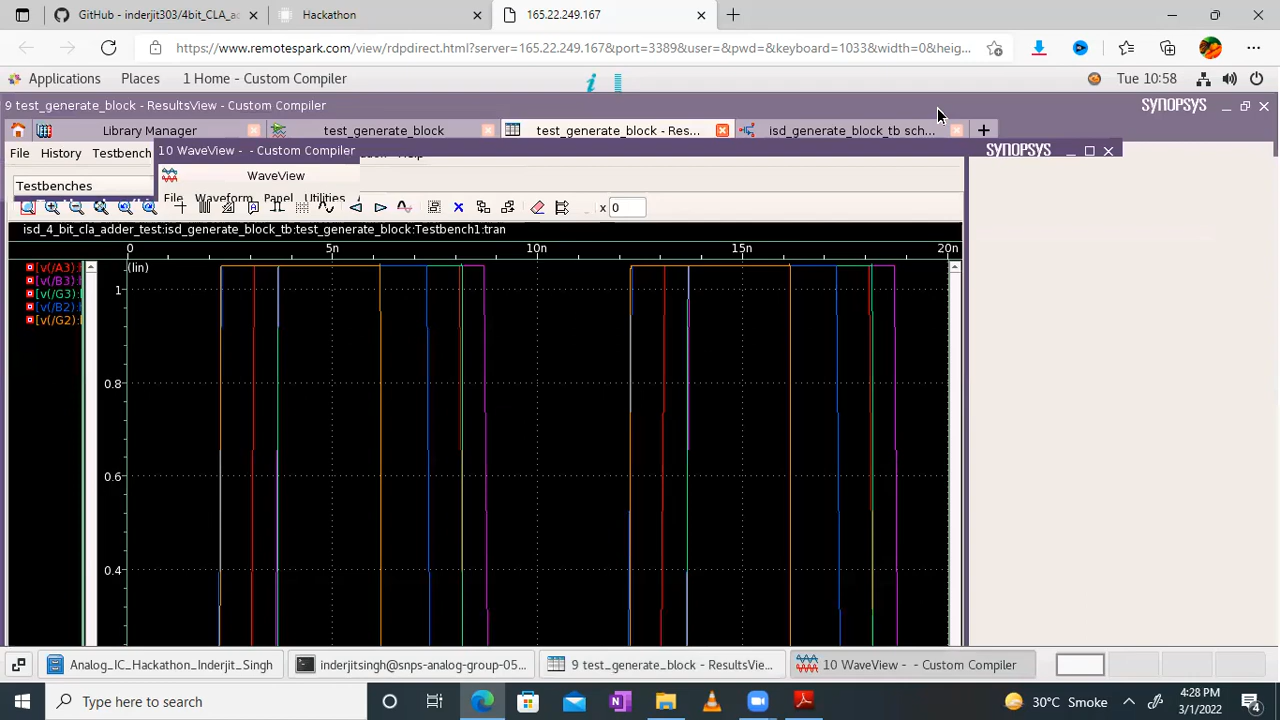 GitHub - inderjit303/4bit_CLA_ac
Hackathon
165.22.249.167
https://www.remotespark.com/view/rdpdirect.html?server=165.22.249.167&port=3389&user=&pwd=&keyboard=1033&width=0&heig...
Applications Places 1 Home - Custom Compiler
Tue 10:58
9 test_generate_block - ResultsView - Custom Compiler
SYNOPSYS
Library Manager
test_generate_block
test_generate_block - Res...
isd_generate_block_tb sch...
File History Testbench
10 WaveView - - Custom Compiler
SYNOPSYS
Testbenches
WaveView
File Waveform Panel Utilities
x 0
isd_4_bit_cla_adder_test:isd_generate_block_tb:test_generate_block:Testbench1:tran
0 5n 10n 15n 20n
(lin)
[v(/A3):
[v(/B3):
[v(/G3):
[v(/B2):
[v(/G2):
1
0.8
0.6
0.4
Analog_IC_Hackathon_Inderjit_Singh
inderjitsingh@snps-analog-group-05...
9 test_generate_block - ResultsVie...
10 WaveView - - Custom Compiler
Type here to search
30°C Smoke
4:28 PM
3/1/2022
4